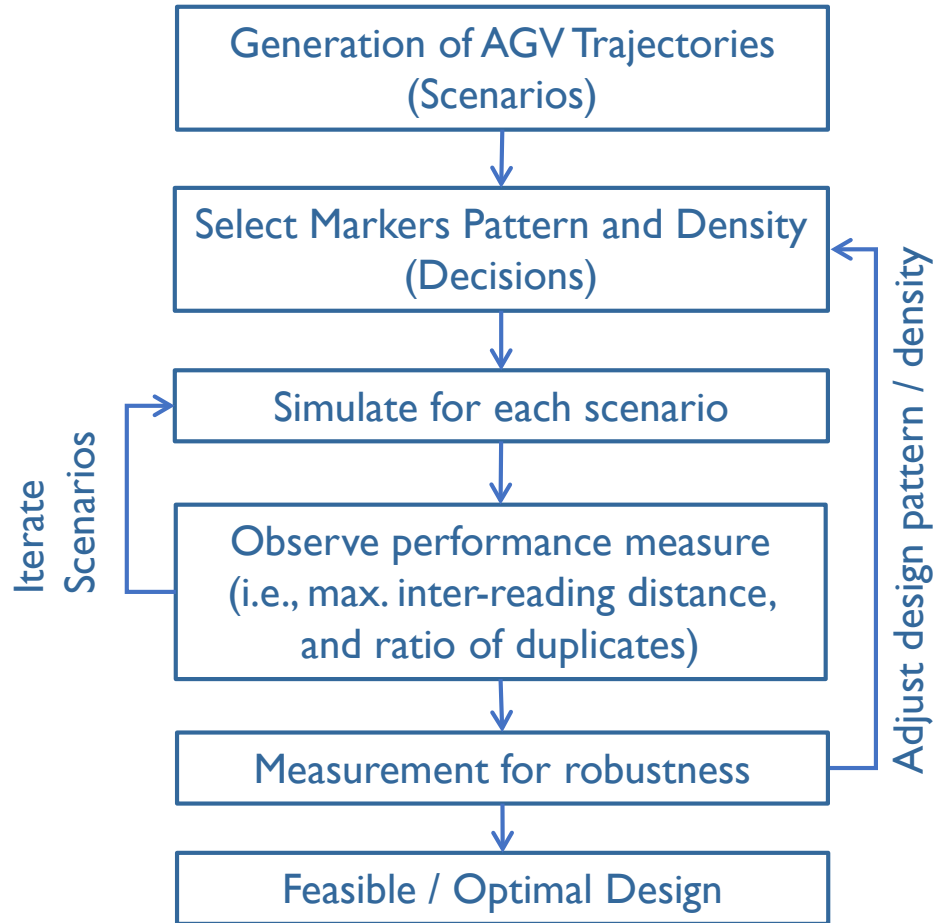 Generation of AGV Trajectories
(Scenarios)
Select Markers Pattern and Density
(Decisions)
Simulate for each scenario
Iterate
Scenarios
Observe performance measure
(i.e., max. inter-reading distance,
and ratio of duplicates)
Adjust design pattern / density
Measurement for robustness
Feasible / Optimal Design